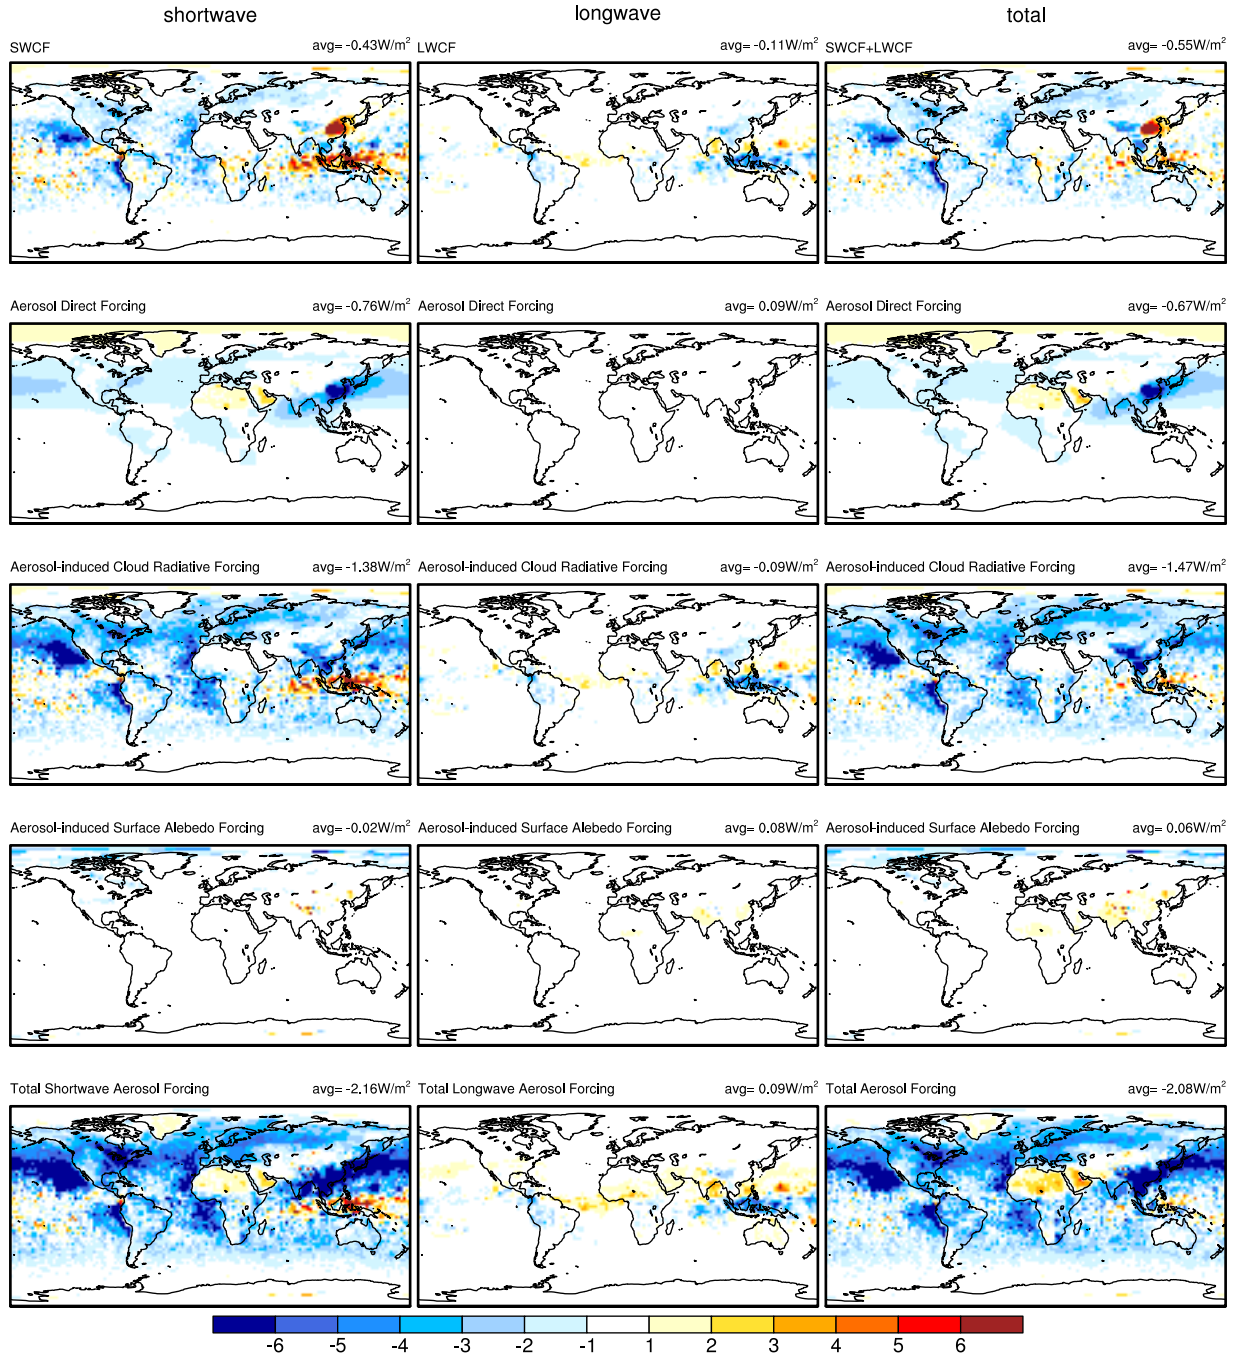 shortwave longwave total
SWCF avg= -0.43W/m² LWCF avg= -0.11W/m² SWCF+LWCF avg= -0.55W/m²
Aerosol Direct Forcing avg= -0.76W/m² Aerosol Direct Forcing avg= 0.09W/m² Aerosol Direct Forcing avg= -0.67W/m²
Aerosol-induced Cloud Radiative Forcing avg= -1.38W/m² Aerosol-induced Cloud Radiative Forcing avg= -0.09W/m² Aerosol-induced Cloud Radiative Forcing avg= -1.47W/m²
Aerosol-induced Surface Alebedo Forcing avg= -0.02W/m² Aerosol-induced Surface Alebedo Forcing avg= 0.08W/m² Aerosol-induced Surface Alebedo Forcing avg= 0.06W/m²
Total Shortwave Aerosol Forcing avg= -2.16W/m² Total Longwave Aerosol Forcing avg= 0.09W/m² Total Aerosol Forcing avg= -2.08W/m²
-6 -5 -4 -3 -2 -1 1 2 3 4 5 6